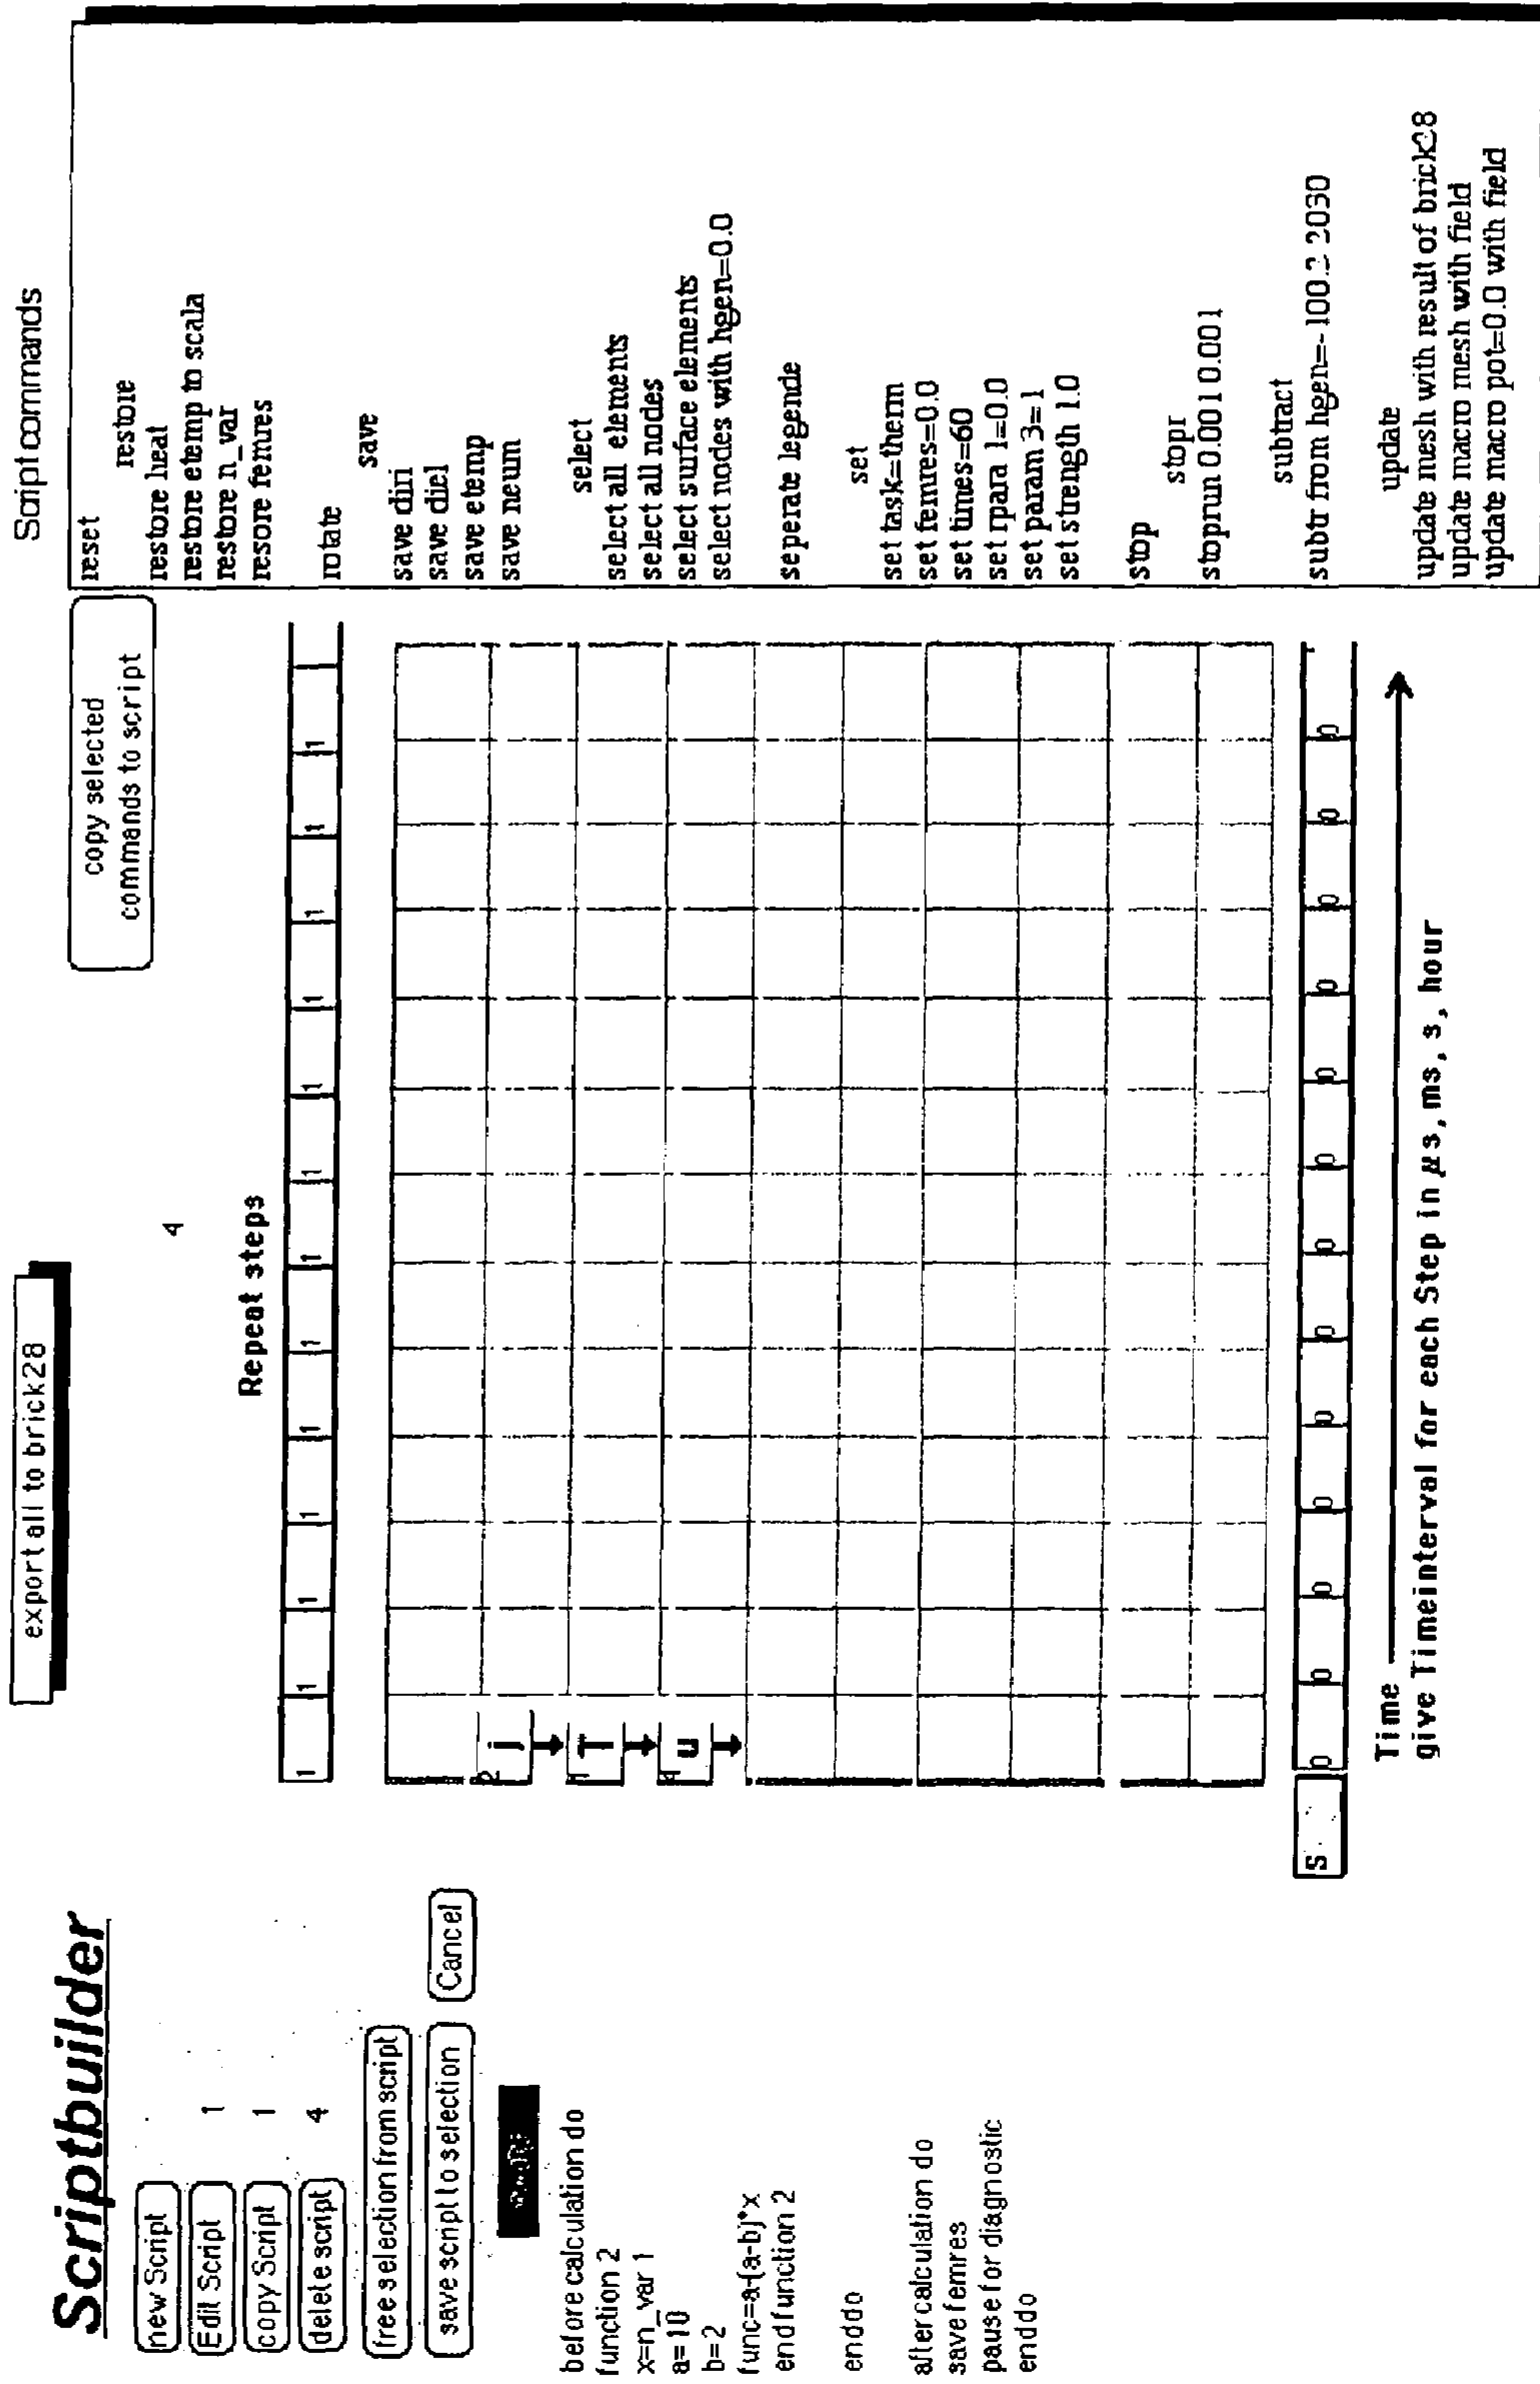 Scriptbuilder
new Script
Edit Script 1
copy Script 1
delete script 4
free selection from script
save script to selection
Cancel
before calculation do
function 2
x=n_var 1
a=10
b=2
func=a-(a-b)*x
endfunction 2
enddo
after calculation do
save femres
pause for diagnostic
enddo
export all to brick28
4
Repeat steps
1 1 1 1 1 1 1 1 1 1 1 1 1
2 j
1 T
u
s
0 0 0 0 0 0 0 0 0 0 0 0 0
Time
give Timeinterval for each Step in µs, ms, s, hour
copy selected
commands to script
Script commands
reset
restore
restore heat
restore etemp to scala
restore n_var
resore femres
rotate
save
save diri
save diel
save etemp
save neum
select
select all elements
select all nodes
select surface elements
select nodes with hgen=0.0
seperate legende
set
set task=therm
set femres=0.0
set times=60
set rpara 1=0.0
set param 3=1
set strength 1.0
stop
stopr
stoprun 0.001 0.001
subtract
subtr from hgen=-100.2 2030
update
update mesh with result of brick28
update macro mesh with field
update macro pot=0.0 with field